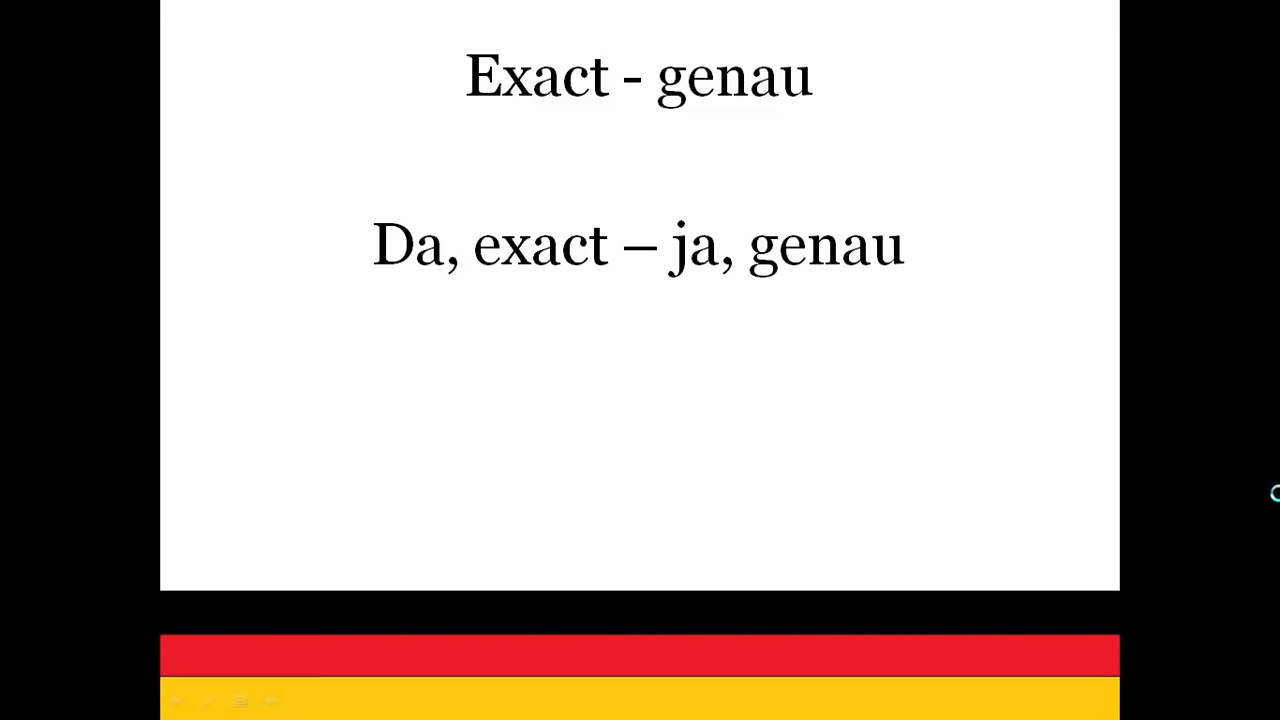 Exact - genau
Da, exact – ja, genau